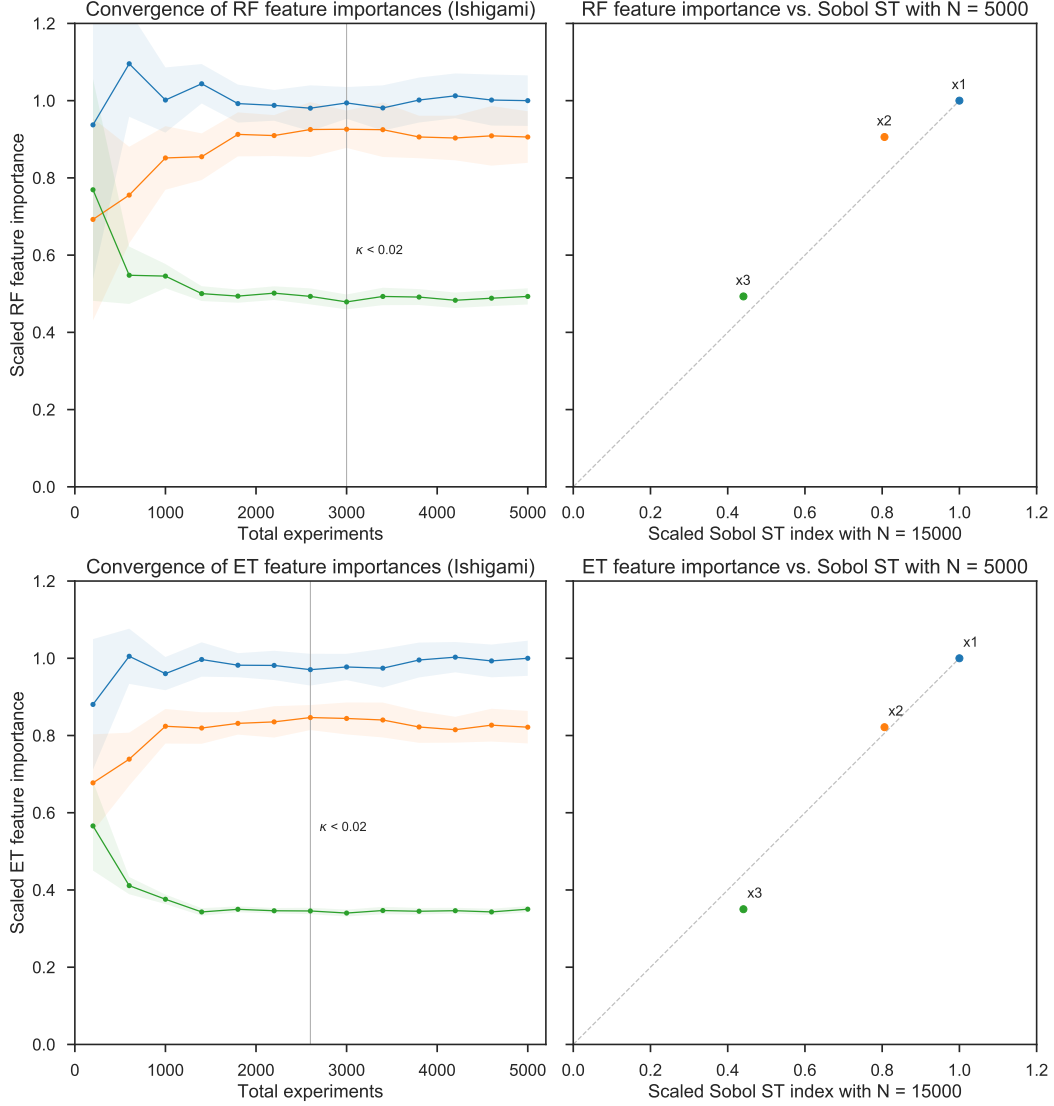 Convergence of RF feature importances (Ishigami)
1.2
1.0
0.8
0.6
0.4
0.2
0.0
Scaled RF feature importance
κ < 0.02
0
1000
2000
3000
4000
5000
Total experiments
RF feature importance vs. Sobol ST with N = 5000
x1
x2
x3
0.0
0.2
0.4
0.6
0.8
1.0
1.2
Scaled Sobol ST index with N = 15000
Convergence of ET feature importances (Ishigami)
1.2
1.0
0.8
0.6
0.4
0.2
0.0
Scaled ET feature importance
κ < 0.02
0
1000
2000
3000
4000
5000
Total experiments
ET feature importance vs. Sobol ST with N = 5000
x1
x2
x3
0.0
0.2
0.4
0.6
0.8
1.0
1.2
Scaled Sobol ST index with N = 15000